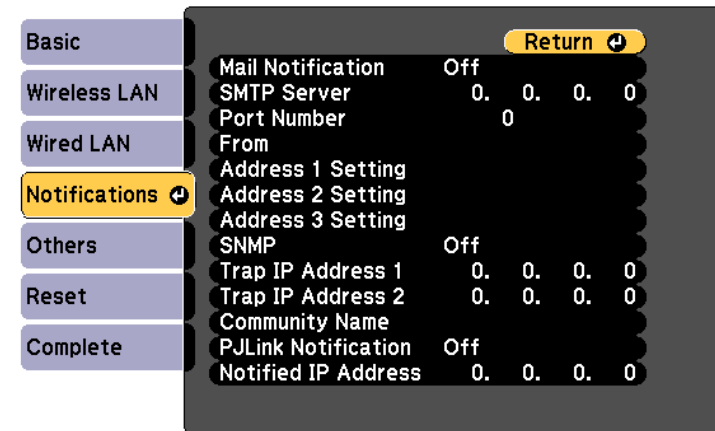 Basic
Wireless LAN
Wired LAN
Notifications
Others
Reset
Complete
Return
Mail Notification Off
SMTP Server 0. 0. 0. 0
Port Number 0
From
Address 1 Setting
Address 2 Setting
Address 3 Setting
SNMP Off
Trap IP Address 1 0. 0. 0. 0
Trap IP Address 2 0. 0. 0. 0
Community Name
PJLink Notification Off
Notified IP Address 0. 0. 0. 0